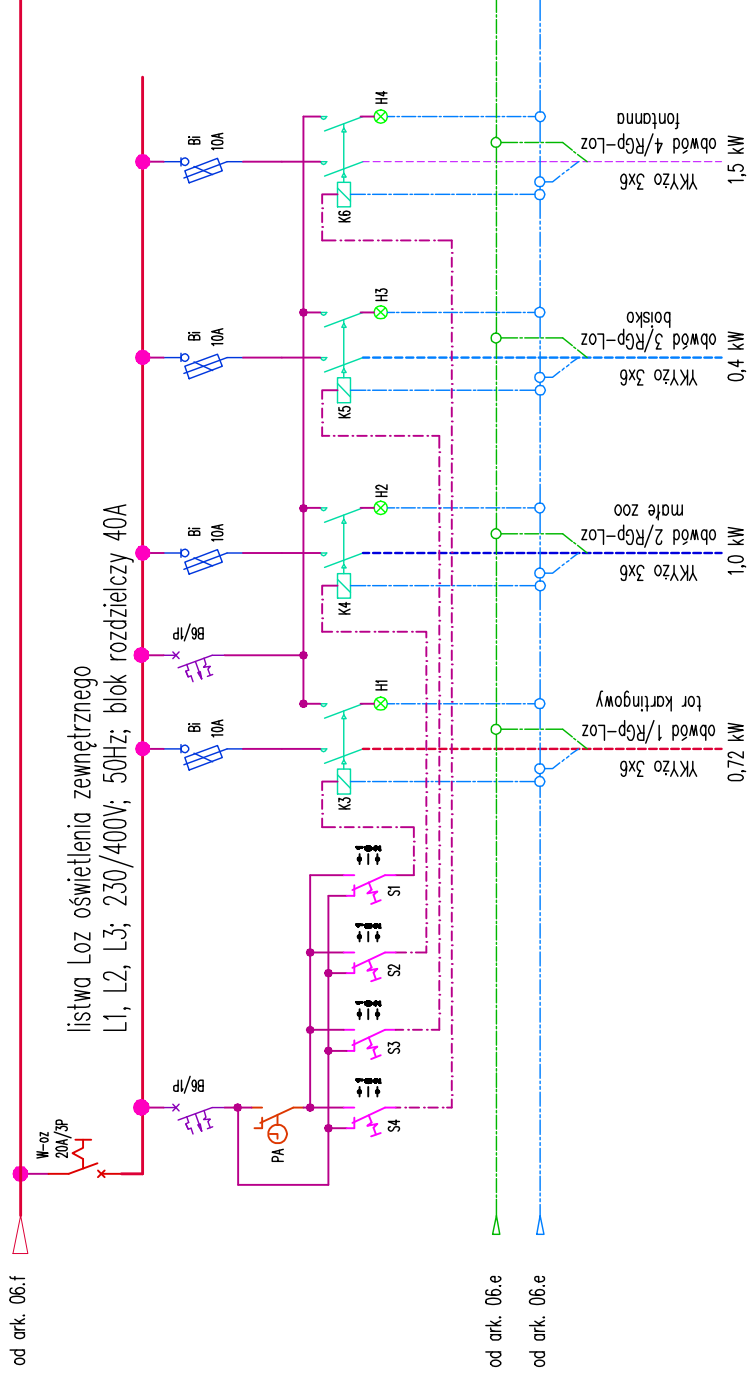 od ark. 06.f
W-oz
20A/3P
listwa Loz oświetlenia zewnętrznego
L1, L2, L3; 230/400V; 50Hz; blok rozdzielczy 40A
B6/1P
Bi
10A
B6/1P
Bi
10A
Bi
10A
Bi
10A
PA
S4
S3
S2
S1
K3
H1
K4
H2
K5
H3
K6
H4
od ark. 06.e
od ark. 06.e
YKYżo 3x6
obwód 1/RGp-Loz
tor kartingowy
0,72 kW
YKYżo 3x6
obwód 2/RGp-Loz
małe zoo
1,0 kW
YKYżo 3x6
obwód 3/RGp-Loz
boisko
0,4 kW
YKYżo 3x6
obwód 4/RGp-Loz
fontanna
1,5 kW